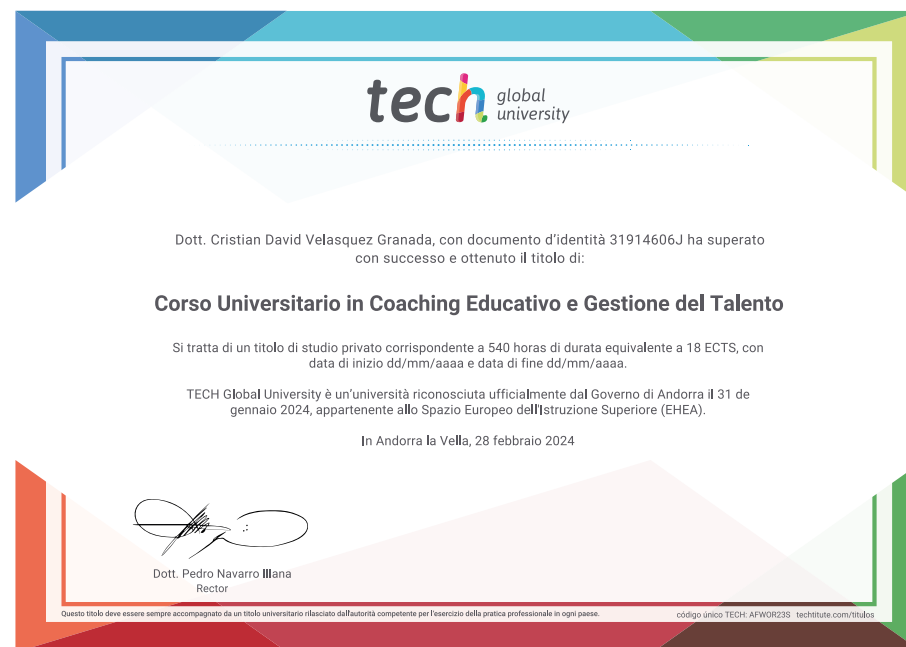 tech global university
Dott. Cristian David Velasquez Granada, con documento d'identità 31914606J ha superato
con successo e ottenuto il titolo di:
Corso Universitario in Coaching Educativo e Gestione del Talento
Si tratta di un titolo di studio privato corrispondente a 540 horas di durata equivalente a 18 ECTS, con
data di inizio dd/mm/aaaa e data di fine dd/mm/aaaa.
TECH Global University è un'università riconosciuta ufficialmente dal Governo di Andorra il 31 de
gennaio 2024, appartenente allo Spazio Europeo dell'Istruzione Superiore (EHEA).
In Andorra la Vella, 28 febbraio 2024
Dott. Pedro Navarro Illana
Rector
Questo titolo deve essere sempre accompagnato da un titolo universitario rilasciato dall'autorità competente per l'esercizio della pratica professionale in ogni paese.
código único TECH: AFWOR23S techtitute.com/titulos